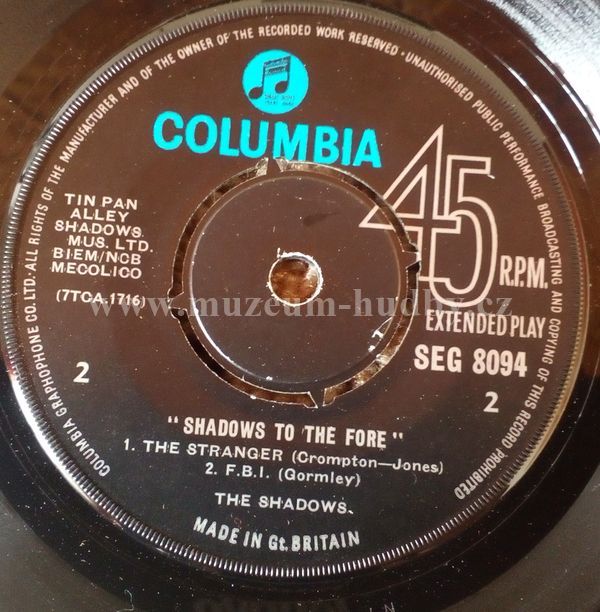 COLUMBIA GRAPHOPHONE CO. LTD. ALL RIGHTS OF THE MANUFACTURER AND OF THE OWNER OF THE RECORDED WORK RESERVED · UNAUTHORISED PUBLIC PERFORMANCE BROADCASTING AND COPYING OF THIS RECORD PROHIBITED
COLUMBIA
45
R.P.M.
EXTENDED PLAY
SEG 8094
TIN PAN
ALLEY
SHADOWS
MUS. LTD.
BIEM/NCB
MECOLICO
(7TCA.1716)
www.muzeum-hudby.cz
2
2
"SHADOWS TO THE FORE"
1. THE STRANGER (Crompton—Jones)
2. F.B.I. (Gormley)
THE SHADOWS.
MADE IN Gt. BRITAIN